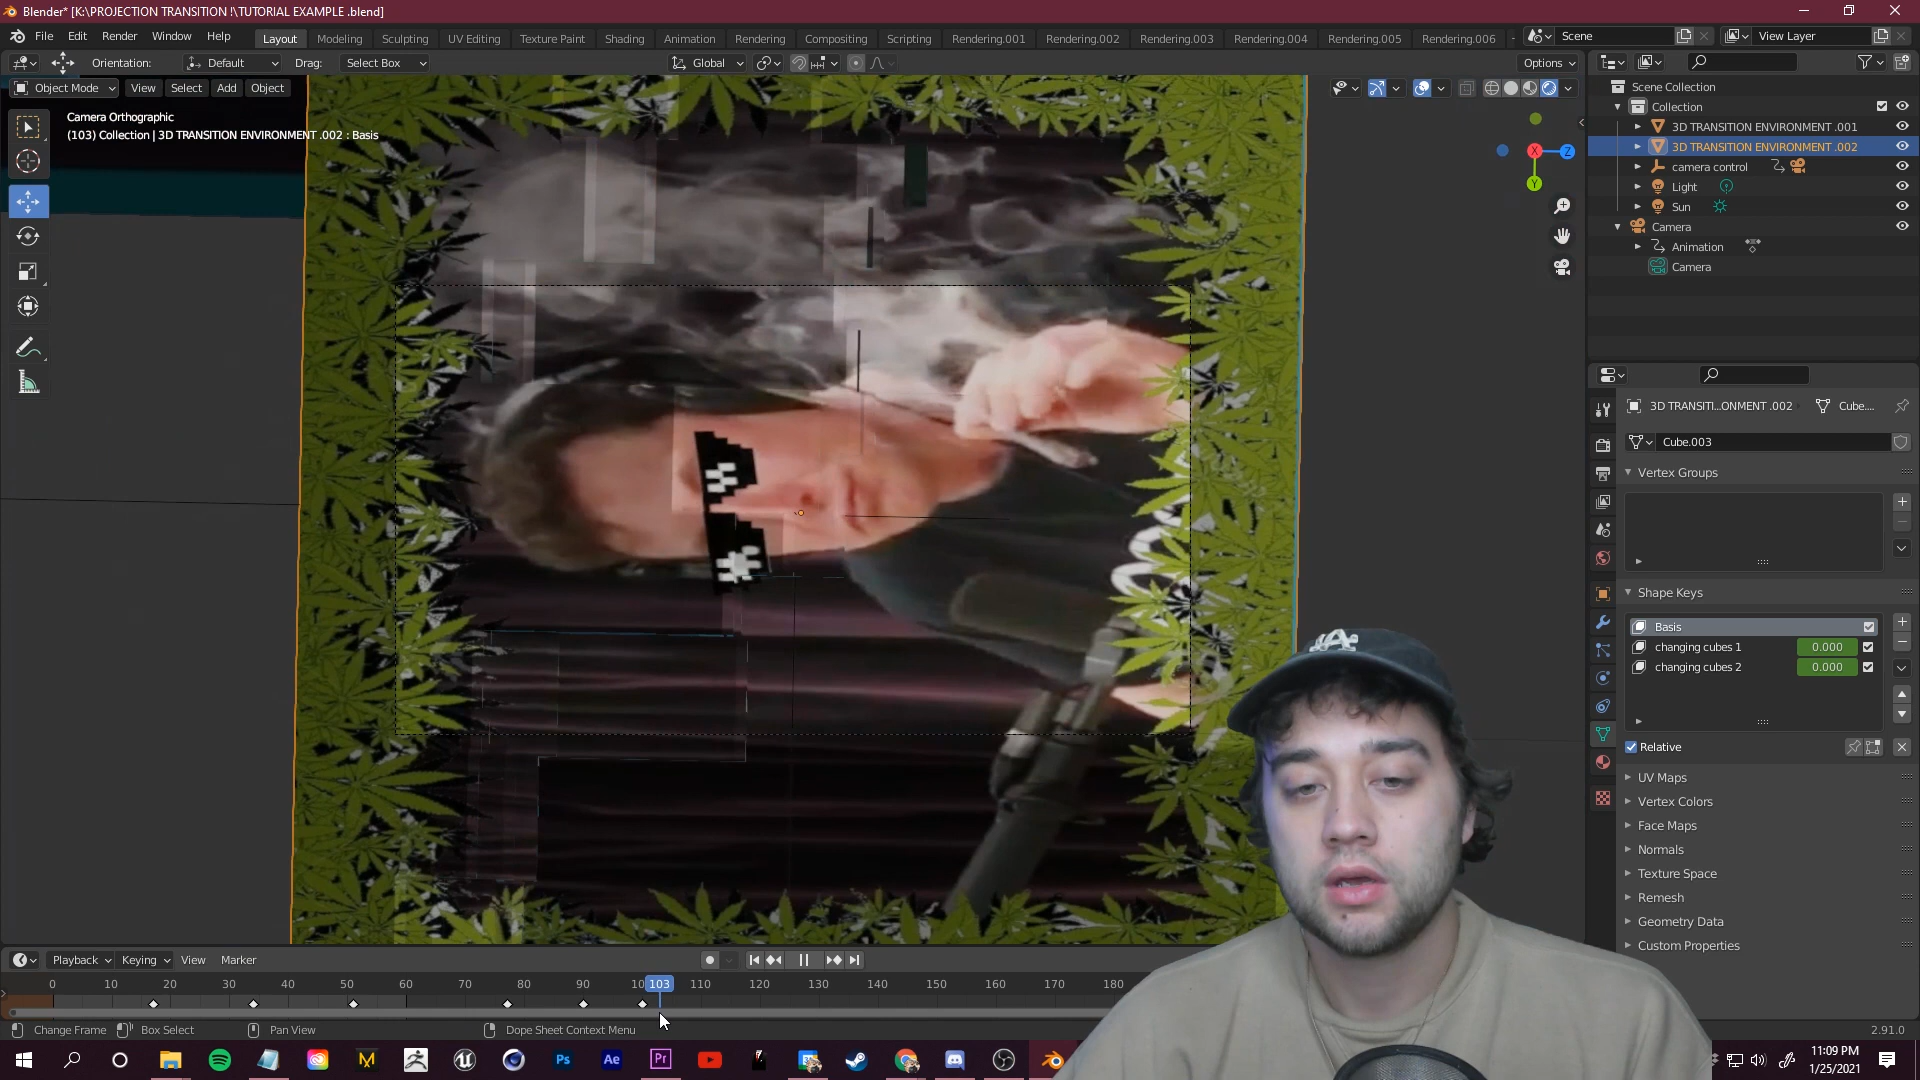 Blender* [K:\PROJECTION TRANSITION !\TUTORIAL EXAMPLE .blend]
File Edit Render Window Help Layout Modeling Sculpting UV Editing Texture Paint Shading Animation Rendering Compositing Scripting Rendering.001 Rendering.002 Rendering.003 Rendering.004 Rendering.005 Rendering.006 Scene View Layer
Orientation: Default Drag: Select Box Global Options
Object Mode View Select Add Object
Camera Orthographic
(103) Collection | 3D TRANSITION ENVIRONMENT .002 : Basis
X Z
Y
Scene Collection
Collection
3D TRANSITION ENVIRONMENT .001
3D TRANSITION ENVIRONMENT .002
camera control
Light
Sun
Camera
Animation
Camera
3D TRANSITI...ONMENT .002 Cube....
Cube.003
Vertex Groups
Shape Keys
Basis
changing cubes 1 0.000
changing cubes 2 0.000
Relative
UV Maps
Vertex Colors
Face Maps
Normals
Texture Space
Remesh
Geometry Data
Custom Properties
LA
Playback Keying View Marker
0 10 20 30 40 50 60 70 80 90 10 103 110 120 130 140 150 160 170 180
Change Frame Box Select Pan View Dope Sheet Context Menu 2.91.0
Ps Ae Pr
11:09 PM
1/25/2021